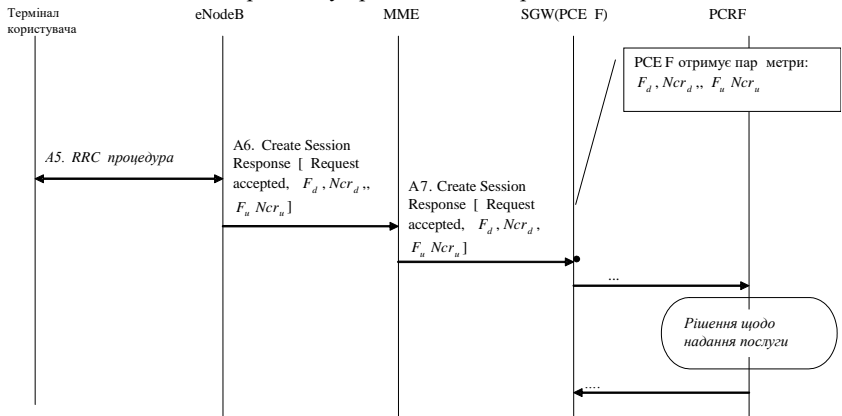 Термінал
користувача
eNodeB
MME
SGW(PCE F)
PCRF
PCE F отримує пар метри:
F_d , Ncr_d ,, F_u Ncr_u
A5. RRC процедура
A6. Create Session
Response [ Request
accepted, F_d , Ncr_d ,,
F_u Ncr_u ]
A7. Create Session
Response [ Request
accepted, F_d , Ncr_d ,
F_u Ncr_u ]
...
Рішення щодо
надання послуги
....